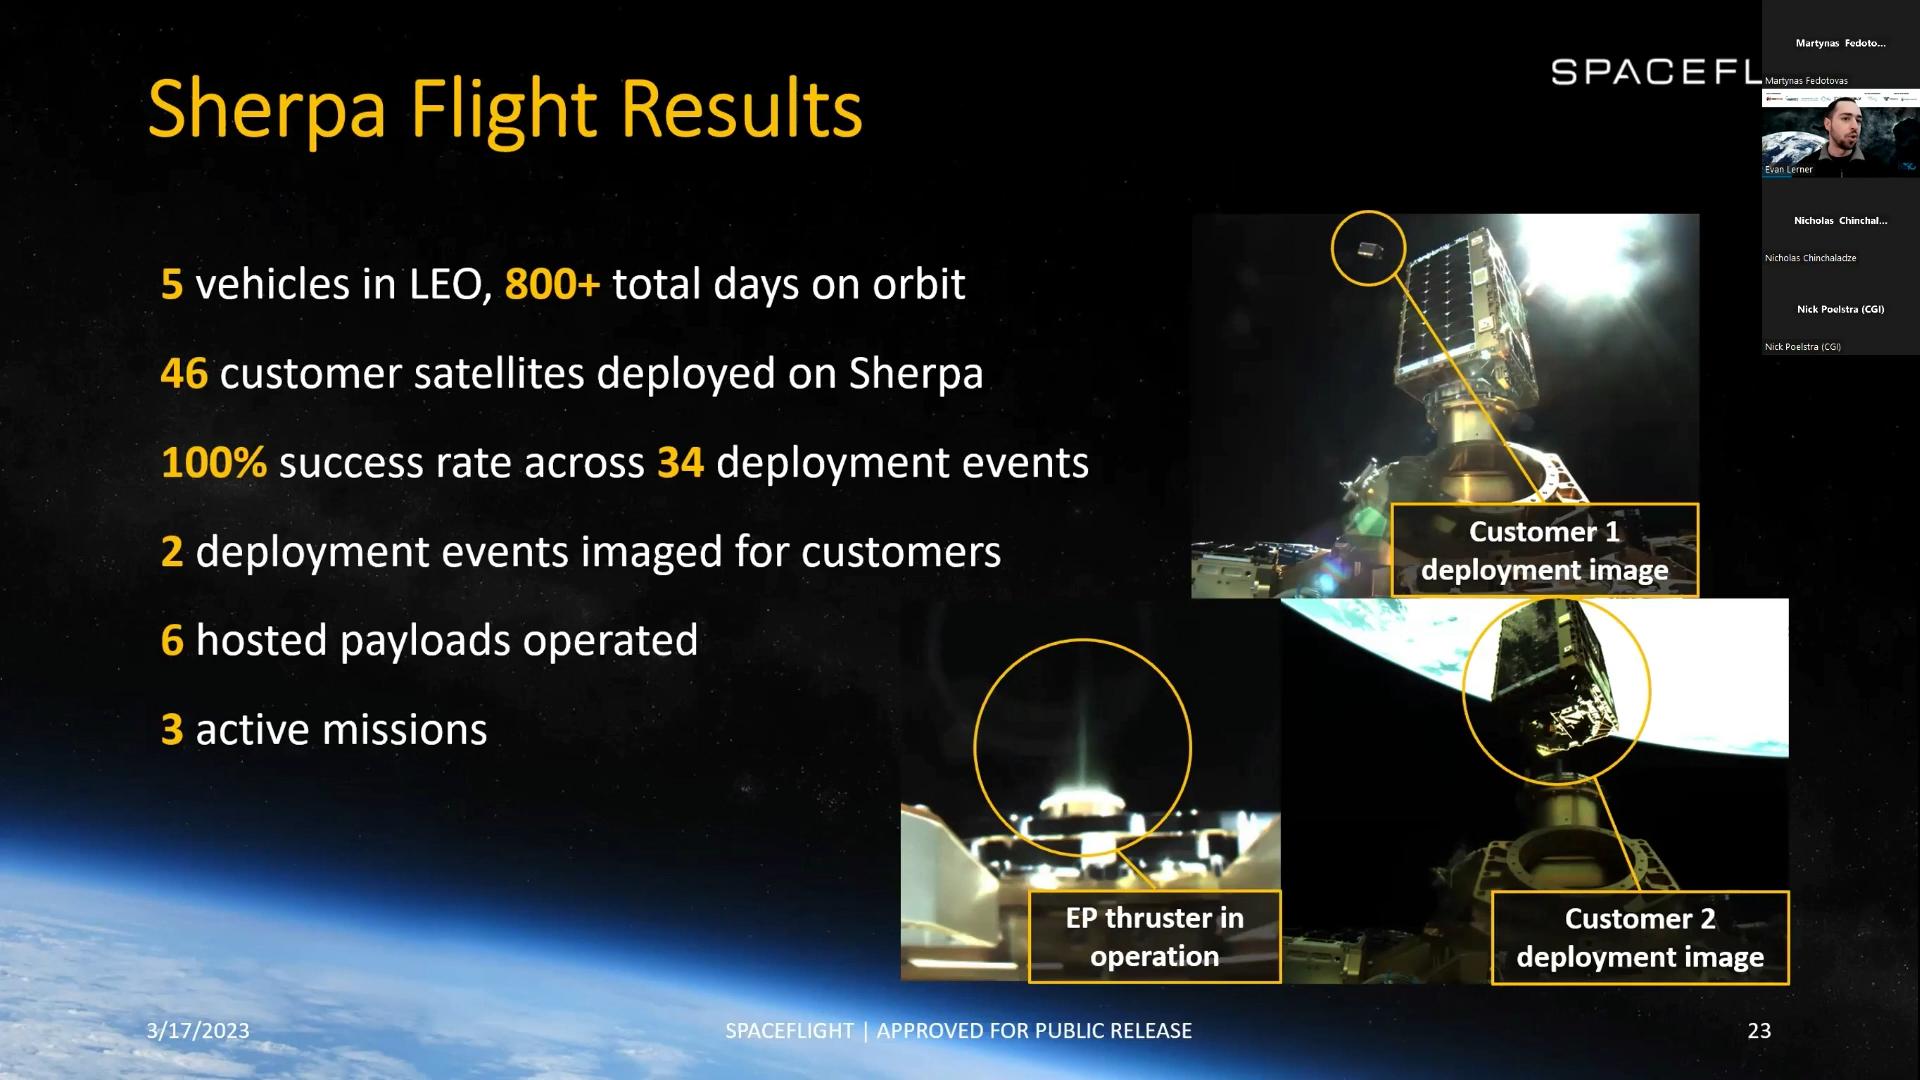 Sherpa Flight Results
SPACEFL
5 vehicles in LEO, 800+ total days on orbit
46 customer satellites deployed on Sherpa
100% success rate across 34 deployment events
2 deployment events imaged for customers
6 hosted payloads operated
3 active missions
Customer 1
deployment image
EP thruster in
operation
Customer 2
deployment image
3/17/2023
SPACEFLIGHT | APPROVED FOR PUBLIC RELEASE
23
Martynas Fedoto...
Martynas Fedotovas
Evan Lerner
Nicholas Chinchal...
Nicholas Chinchaladze
Nick Poelstra (CGI)
Nick Poelstra (CGI)